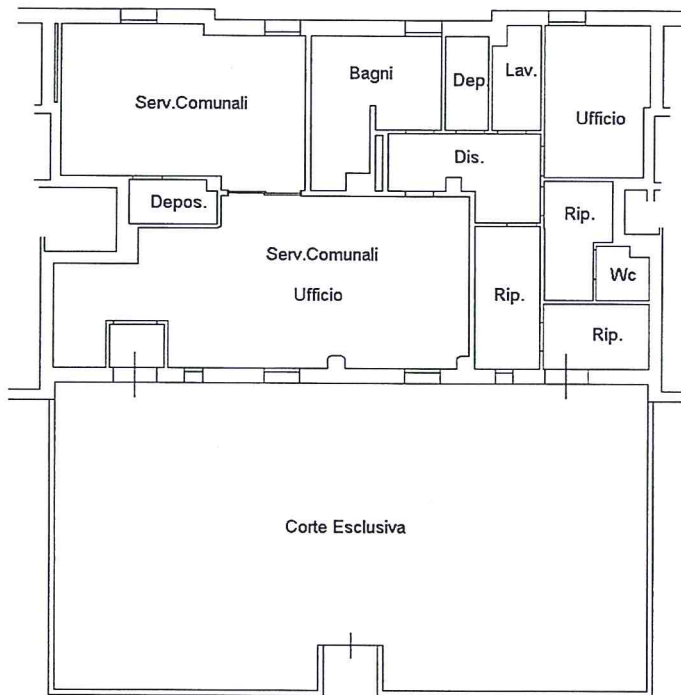 Bagni
Lav.
Serv.Comunali
Dep.
Ufficio
Dis.
Depos.
Rip.
Serv.Comunali
Wc
Ufficio
Rip.
Rip.
Corte Esclusiva